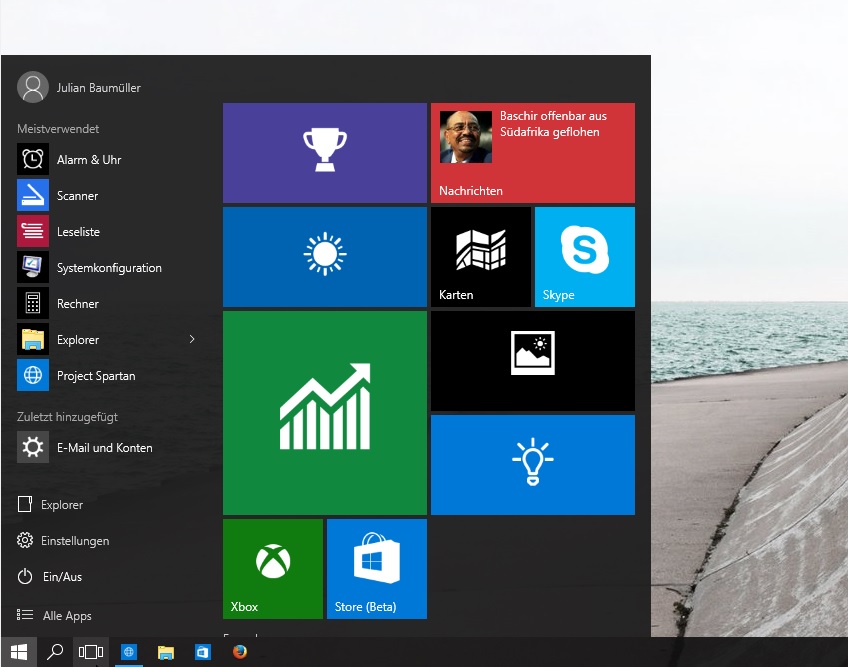 Julian Baumüller
Meistverwendet
Alarm & Uhr
Scanner
Leseliste
Systemkonfiguration
Rechner
Explorer
Project Spartan
Zuletzt hinzugefügt
E-Mail und Konten
Explorer
Einstellungen
Ein/Aus
Alle Apps
Baschir offenbar aus
Südafrika geflohen
Nachrichten
Karten
Skype
Xbox
Store (Beta)